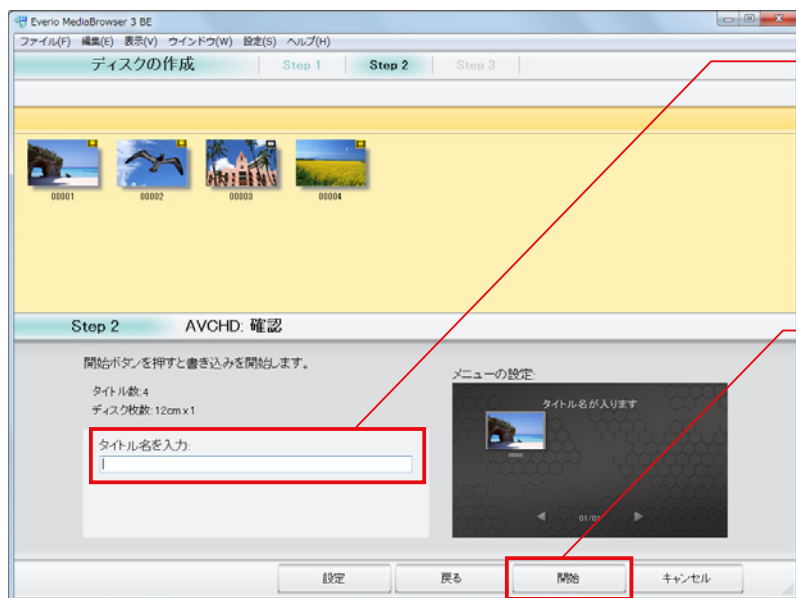 Everio MediaBrowser 3 BE
ファイル(F) 編集(E) 表示(V) ウインドウ(W) 設定(S) ヘルプ(H)
ディスクの作成 Step 1 Step 2 Step 3
00001 00002 00003 00004
Step 2 AVCHD: 確認
開始ボタンを押すと書き込みを開始します。
タイトル数:4
ディスク枚数:12cm x 1
タイトル名を入力:
メニューの設定:
タイトル名が入ります
01/01
設定 戻る 開始 キャンセル